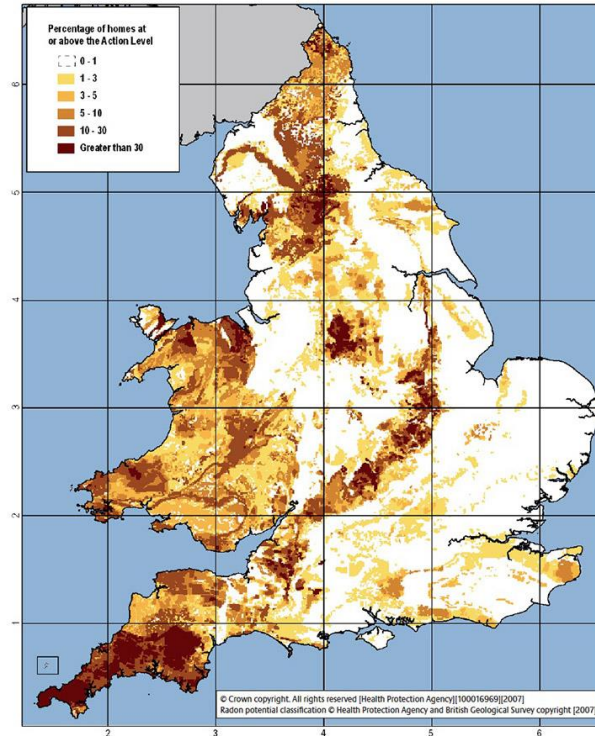 Percentage of homes at
or above the Action Level
0 - 1
1 - 3
3 - 5
5 - 10
10 - 30
Greater than 30
6
5
4
3
2
1
© Crown copyright. All rights reserved [Health Protection Agency][100016969][2007]
Radon potential classification © Health Protection Agency and British Geological Survey copyright [2007]
2 3 4 5 6